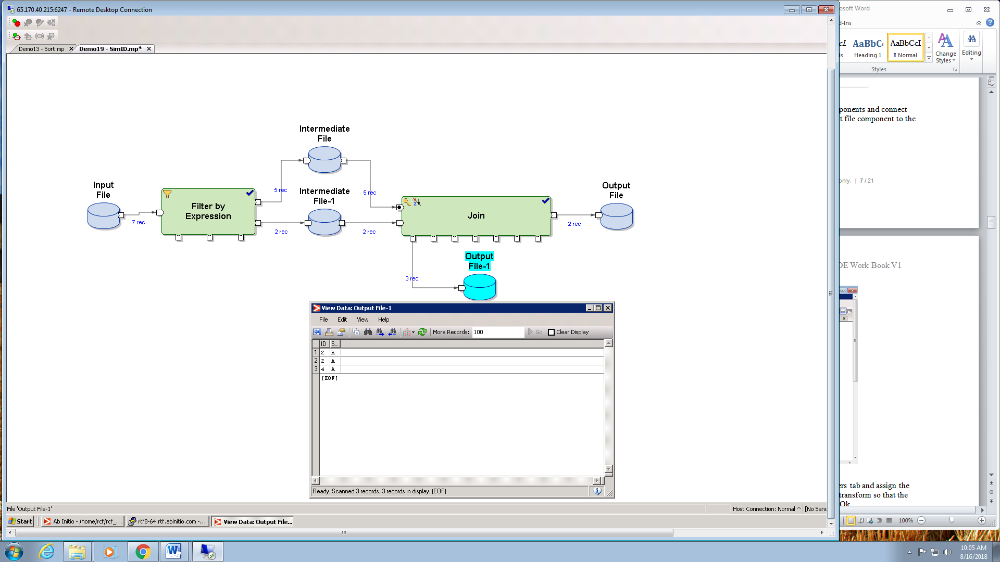 65.170.40.215:6247 - Remote Desktop Connection
Demo13 - Sort.mp
Demo19 - SimID.mp*
Intermediate
File
Input
File
5 rec
7 rec
Filter by
Expression
Intermediate
File-1
5 rec
2 rec
2 rec
Join
Output
File
2 rec
3 rec
Output
File-1
View Data: Output File-1
File Edit View Help
More Records: 100 Go Clear Display
ID S...
1 2 A
2 2 A
3 4 A
[EOF]
Ready. Scanned 3 records. 3 records in display. (EOF)
File 'Output File-1'
Host Connection: Normal ^ [No Sand
Start
Ab Initio - /home/rcf/rcf_...
rtf8-64.rtf.abinitio.com -...
View Data: Output File...
osoft Word
d-Ins
cI AaBbCc AaBbCcI
is Heading 1 ¶ Normal
Change
Styles
Editing
Styles
ponents and connect
t file component to the
only. | 7 / 21
DE Work Book V1
ers tab and assign the
transform so that the
Ok
100%
10:05 AM
8/16/2018